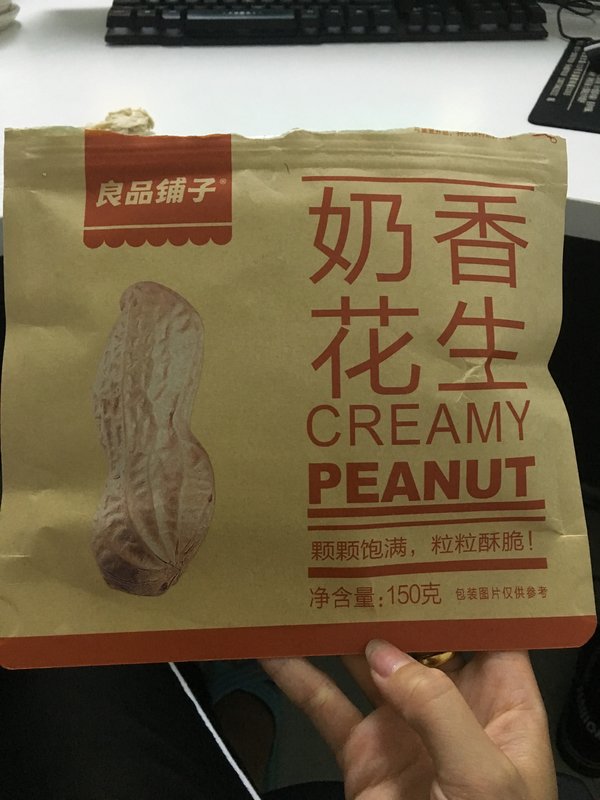 良品铺子®
奶香
花生
CREAMY
PEANUT
颗颗饱满，粒粒酥脆！
净含量：150克 包装图片仅供参考